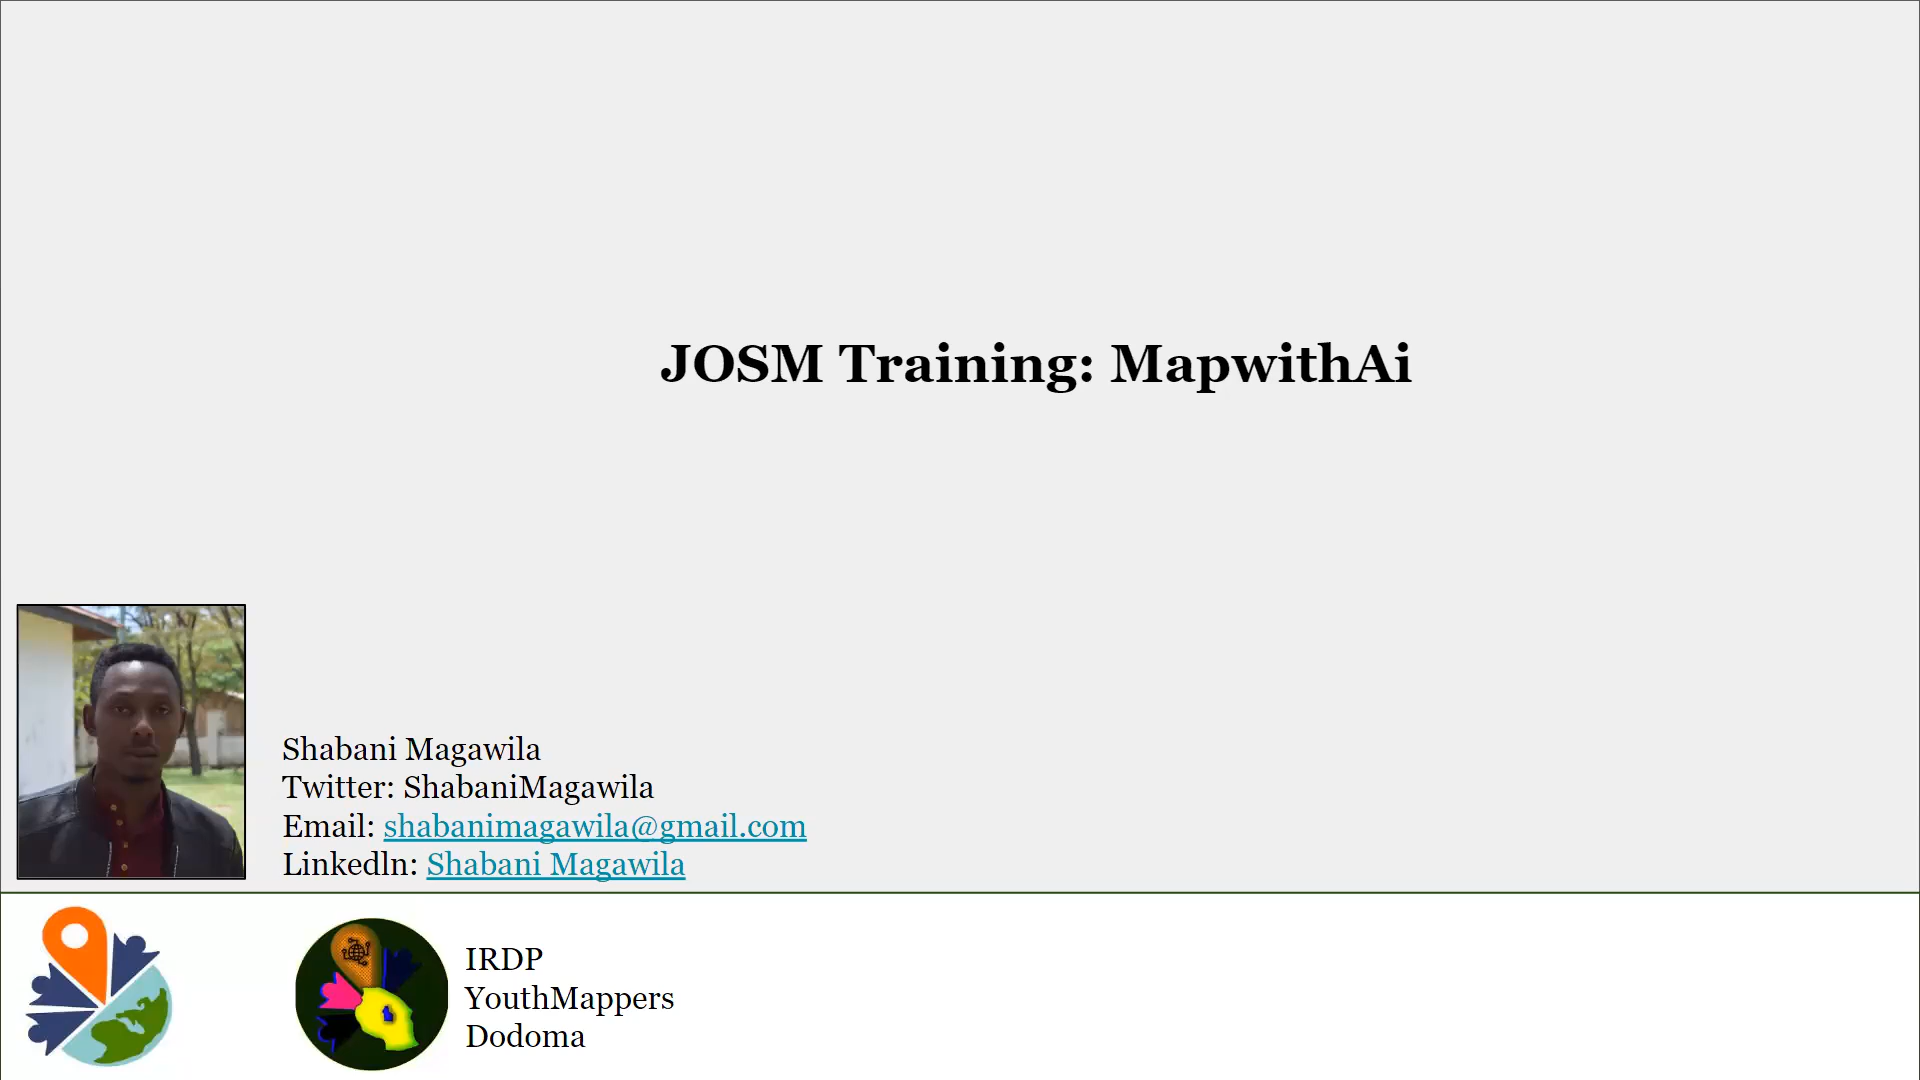 JOSM Training: MapwithAi
Shabani Magawila
Twitter: ShabaniMagawila
Email: shabanimagawila@gmail.com
Linkedln: Shabani Magawila
IRDP
YouthMappers
Dodoma